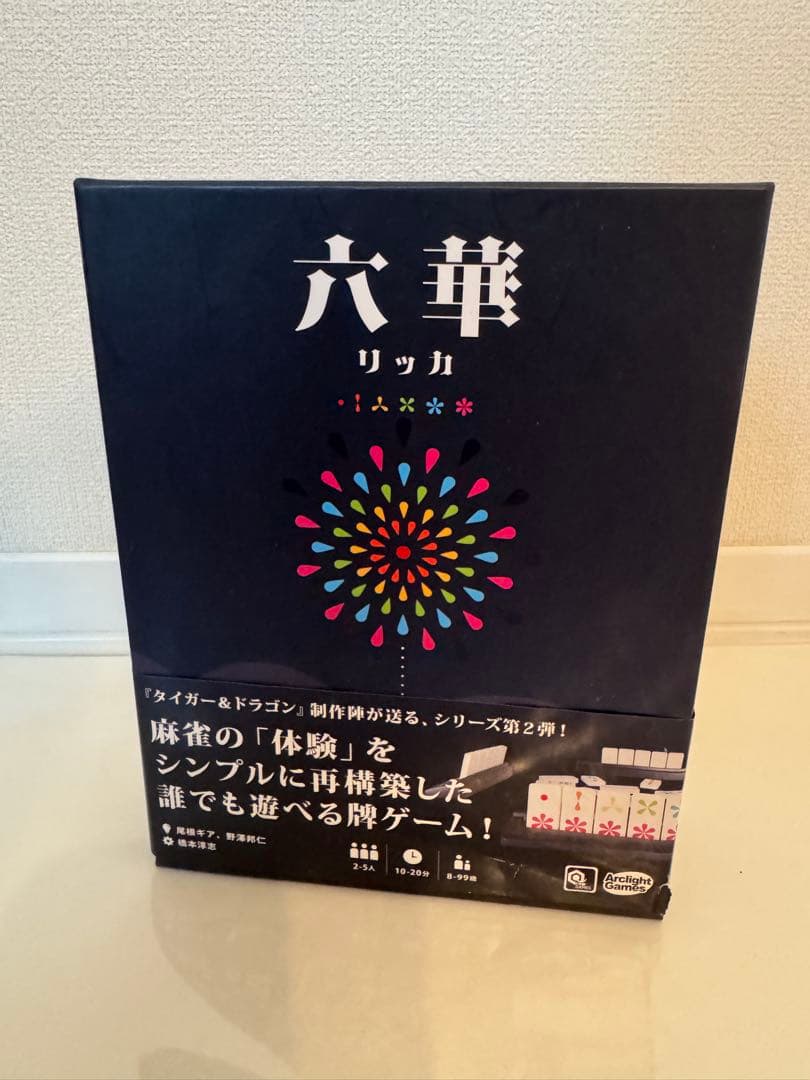 六華
リッカ
『タイガー&ドラゴン』制作陣が送る、シリーズ第2弾!
麻雀の「体験」を
シンプルに再構築した
誰でも遊べる牌ゲーム!
尾根ギア、野澤邦仁
橋本淳志
2-5人
10-20分
8-99歳
Arclight
Games